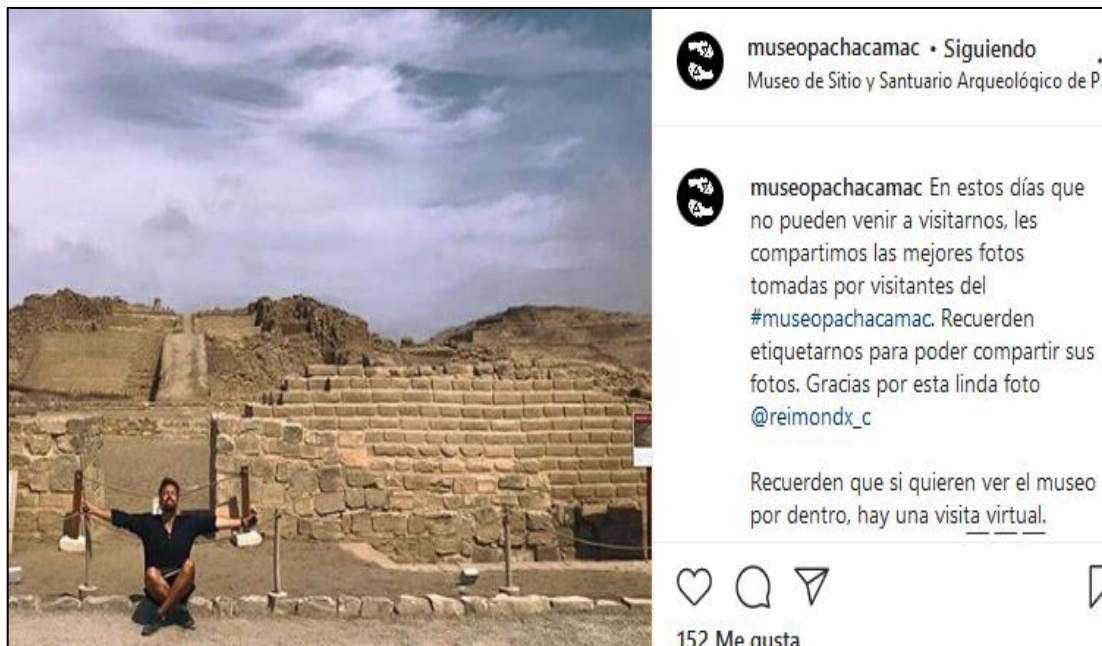 museopachacamac • Siguiendo
Museo de Sitio y Santuario Arqueológico de P
museopachacamac En estos días que
no pueden venir a visitarnos, les
compartimos las mejores fotos
tomadas por visitantes del
#museopachacamac. Recuerden
etiquetarnos para poder compartir sus
fotos. Gracias por esta linda foto
@reimondx_c
Recuerden que si quieren ver el museo
por dentro, hay una visita virtual.
152 Me gusta